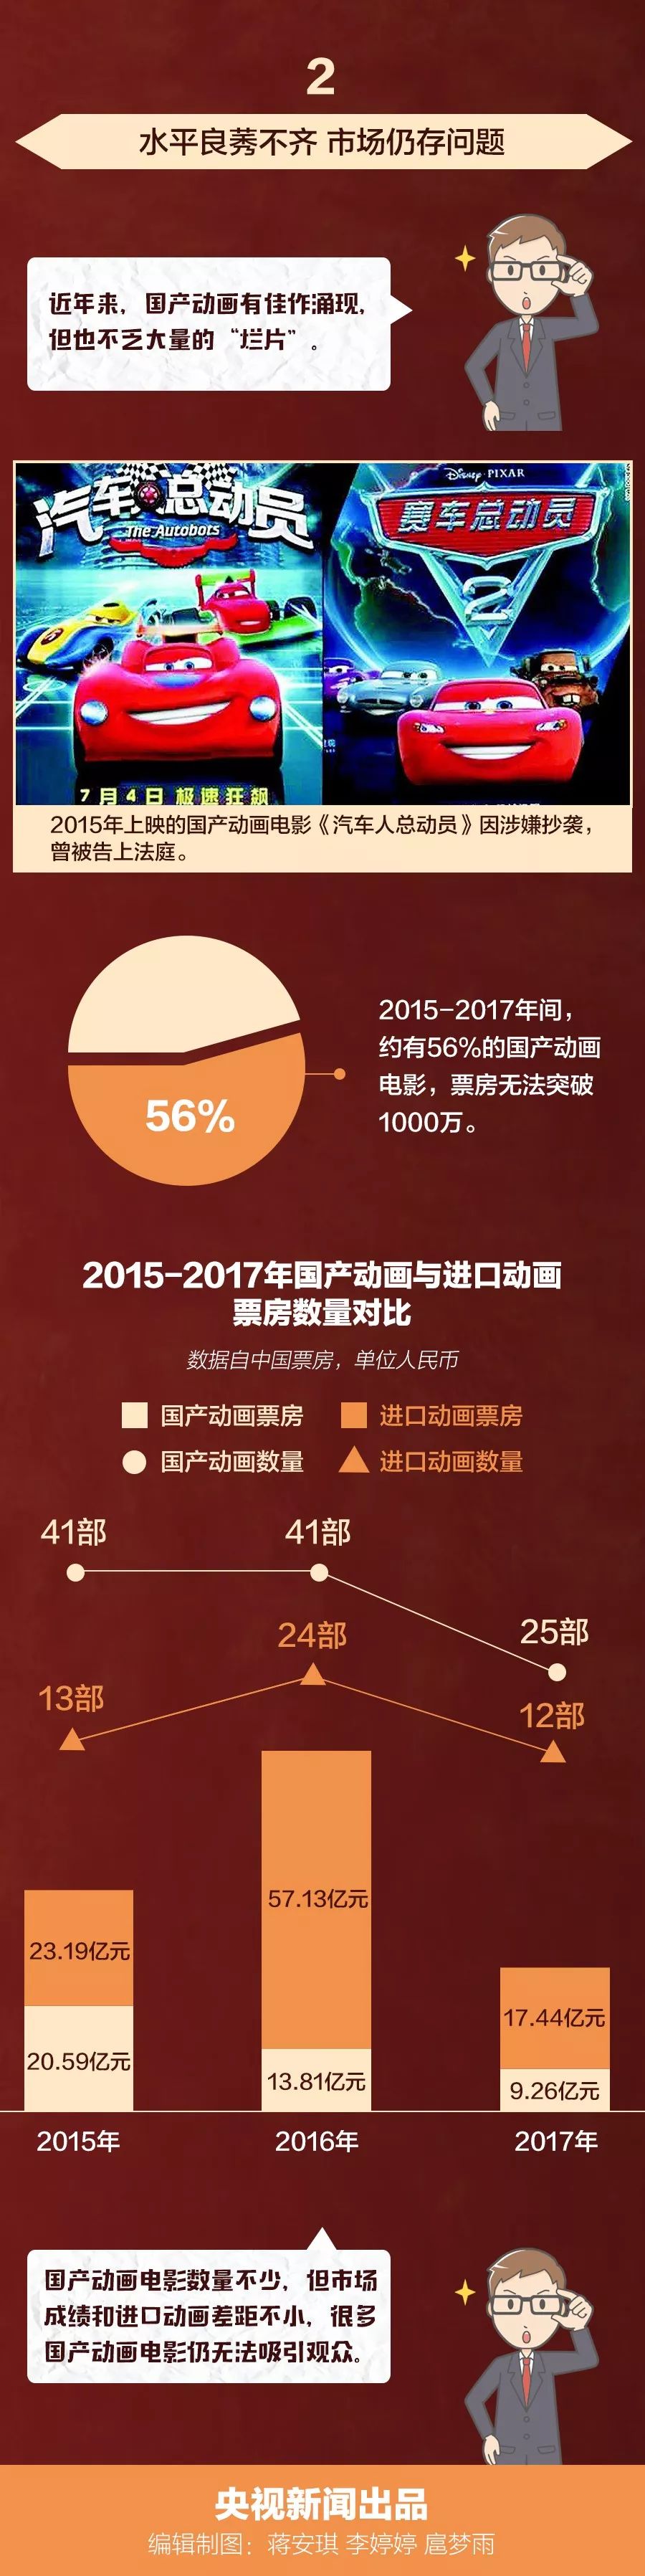 2
水平良莠不齐 市场仍存问题
近年来，国产动画有佳作涌现，
但也不乏大量的“烂片”。
汽车人总动员
The Autobots
7月4日 极速狂飙
Disney·PIXAR
赛车总动员
2
2015年上映的国产动画电影《汽车人总动员》因涉嫌抄袭，
曾被告上法庭。
56%
2015-2017年间，
约有56%的国产动画
电影，票房无法突破
1000万。
2015-2017年国产动画与进口动画
票房数量对比
数据自中国票房，单位人民币
国产动画票房
进口动画票房
国产动画数量
进口动画数量
41部
41部
25部
24部
13部
12部
57.13亿元
23.19亿元
17.44亿元
20.59亿元
13.81亿元
9.26亿元
2015年
2016年
2017年
国产动画电影数量不少，但市场
成绩和进口动画差距不小，很多
国产动画电影仍无法吸引观众。
央视新闻出品
编辑制图：蒋安琪 李婷婷 扈梦雨